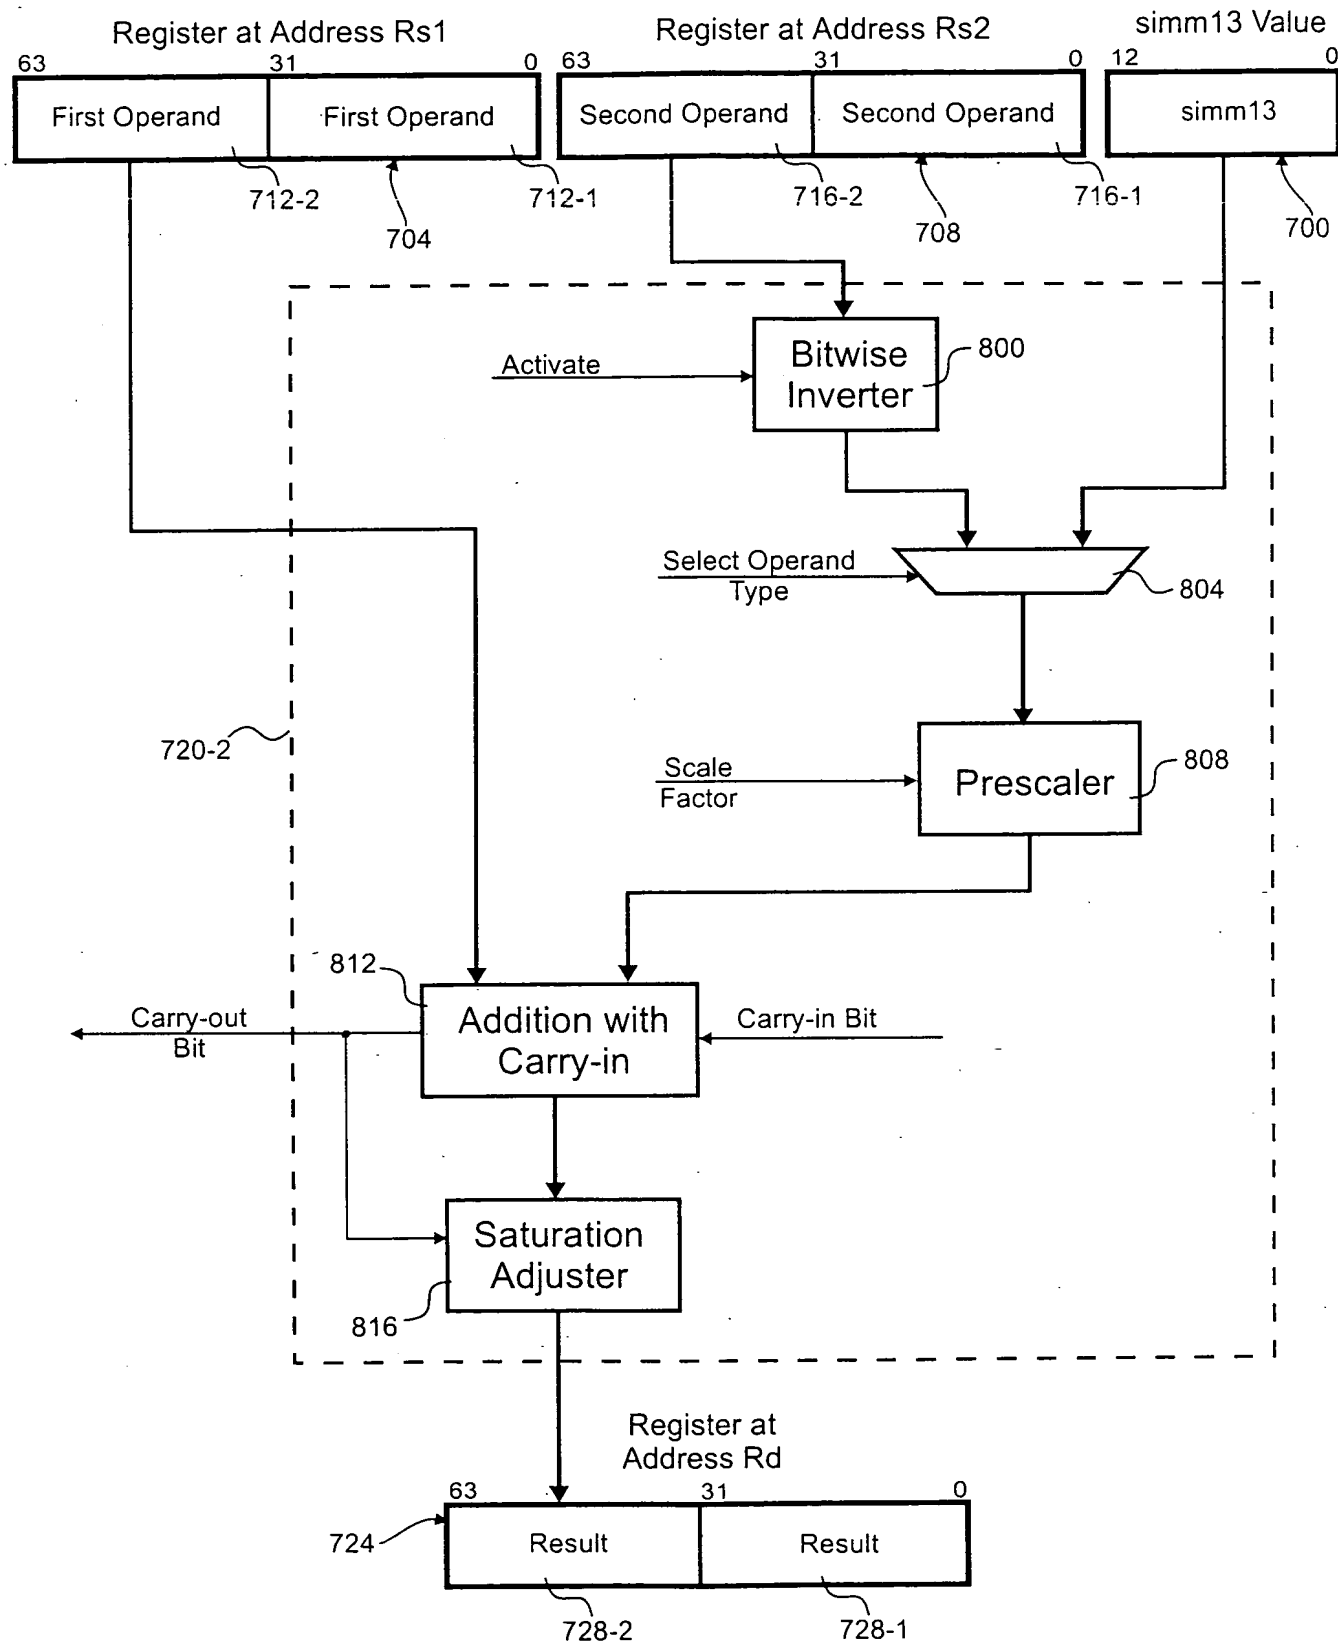 Register at Address Rs1
Register at Address Rs2
simm13 Value
63 31 0
63 31 0
12 0
First Operand
First Operand
Second Operand
Second Operand
simm13
712-2
704
712-1
716-2
708
716-1
700
Activate
Bitwise
Inverter
800
Select Operand
Type
804
720-2
Scale
Factor
Prescaler
808
812
Carry-out
Bit
Addition with
Carry-in
Carry-in Bit
Saturation
Adjuster
816
Register at
Address Rd
63 31 0
724
Result
Result
728-2
728-1